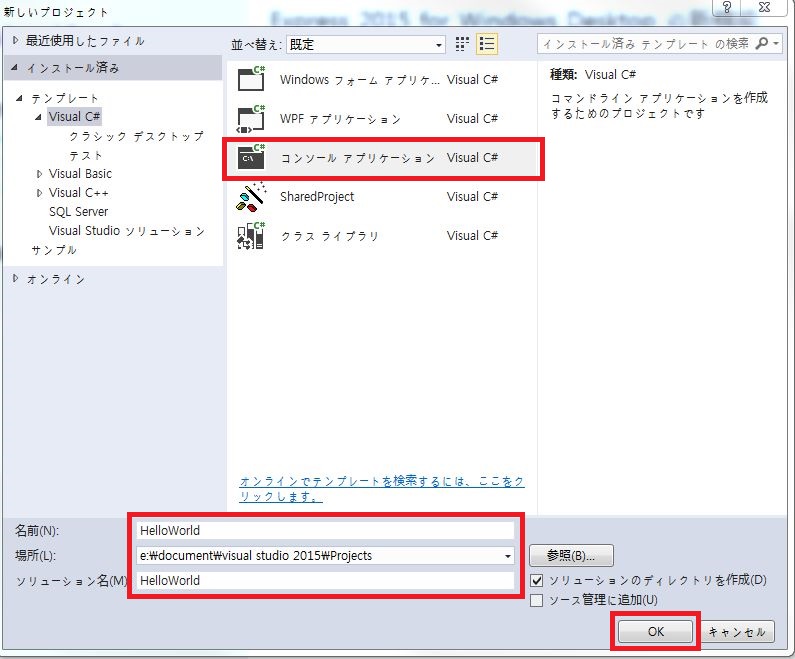 新しいプロジェクト
? X
最近使用したファイル
インストール済み
テンプレート
Visual C#
クラシック デスクトップ
テスト
Visual Basic
Visual C++
SQL Server
Visual Studio ソリューション
サンプル
オンライン
並べ替え: 既定
C# Windows フォーム アプリケ... Visual C#
C# WPF アプリケーション Visual C#
C# C:\ コンソール アプリケーション Visual C#
SharedProject Visual C#
C# クラス ライブラリ Visual C#
オンラインでテンプレートを検索するには、ここをク
リックします。
インストール済み テンプレート の検索
種類: Visual C#
コマンドライン アプリケーションを作成
するためのプロジェクトです
名前(N): HelloWorld
場所(L): e:₩document₩visual studio 2015₩Projects 参照(B)...
ソリューション名(M) HelloWorld
ソリューションのディレクトリを作成(D)
ソース管理に追加(U)
OK キャンセル